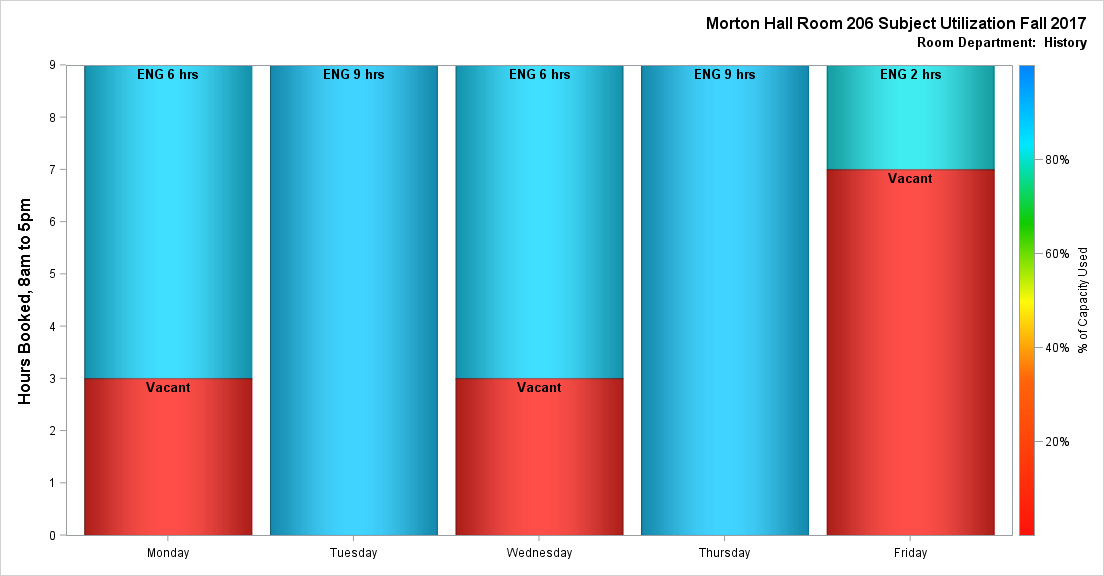 Morton Hall Room 206 Subject Utilization Fall 2017
Room Department:  History
Hours Booked, 8am to 5pm
9
8
7
6
5
4
3
2
1
0
ENG 6 hrs
Vacant
ENG 9 hrs
ENG 6 hrs
Vacant
ENG 9 hrs
ENG 2 hrs
Vacant
Monday
Tuesday
Wednesday
Thursday
Friday
80%
60%
40%
20%
% of Capacity Used